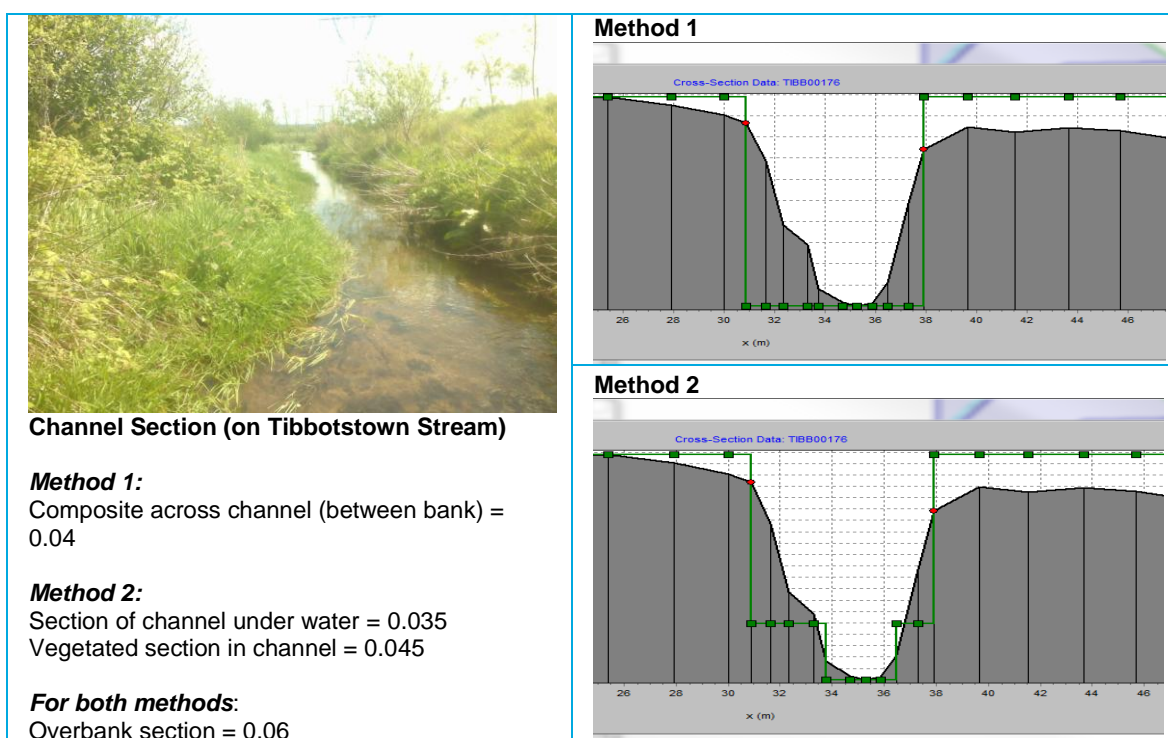 Channel Section (on Tibbotstown Stream)
Method 1:
Composite across channel (between bank) =
0.04
Method 2:
Section of channel under water = 0.035
Vegetated section in channel = 0.045
For both methods:
Overbank section = 0.06
Method 1
Cross-Section Data: TIBB00176
26 28 30 32 34 36 38 40 42 44 46
x (m)
Method 2
Cross-Section Data: TIBB00176
26 28 30 32 34 36 38 40 42 44 46
x (m)